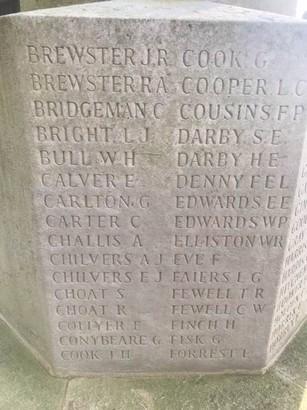 BREWSTER J.R.
BREWSTER R.A.
BRIDGEMAN C
BRIGHT L.J
BULL W.H
CALVER E
CARLTON G
CARTER C
CHALLIS A
CHILVERS A J
CHILVERS E J
CHOAT S
CHOAT R
COLLYER E
CONYBEARE G
COOK J.H
COOK G
COOPER L.C
COUSINS F P
DARBY S.E
DARBY H E
DENNY F.E.L
EDWARDS E E
EDWARDS W P
ELLISTON W R
EVE F
FAIERS L G
FEWELL T R
FEWELL C W
FINCH H
FISK G
FORREST E